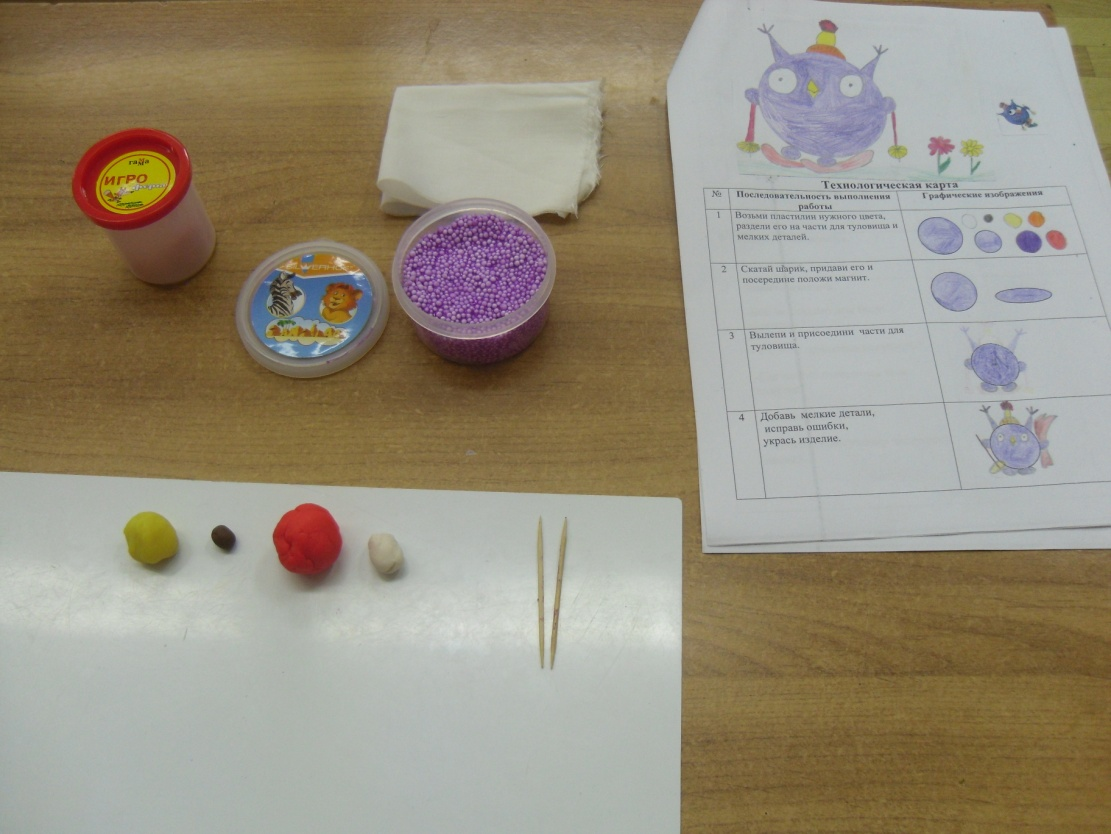 гамма
ИГРО
Технологическая карта
№
Последовательность выполнения
работы
Графические изображения
1
Возьми пластилин нужного цвета,
раздели его на части для туловища и
мелких деталей.
2
Скатай шарик, придави его и
посередине положи магнит.
3
Вылепи и присоедини части для
туловища.
4
Добавь мелкие детали,
исправь ошибки,
укрась изделие.